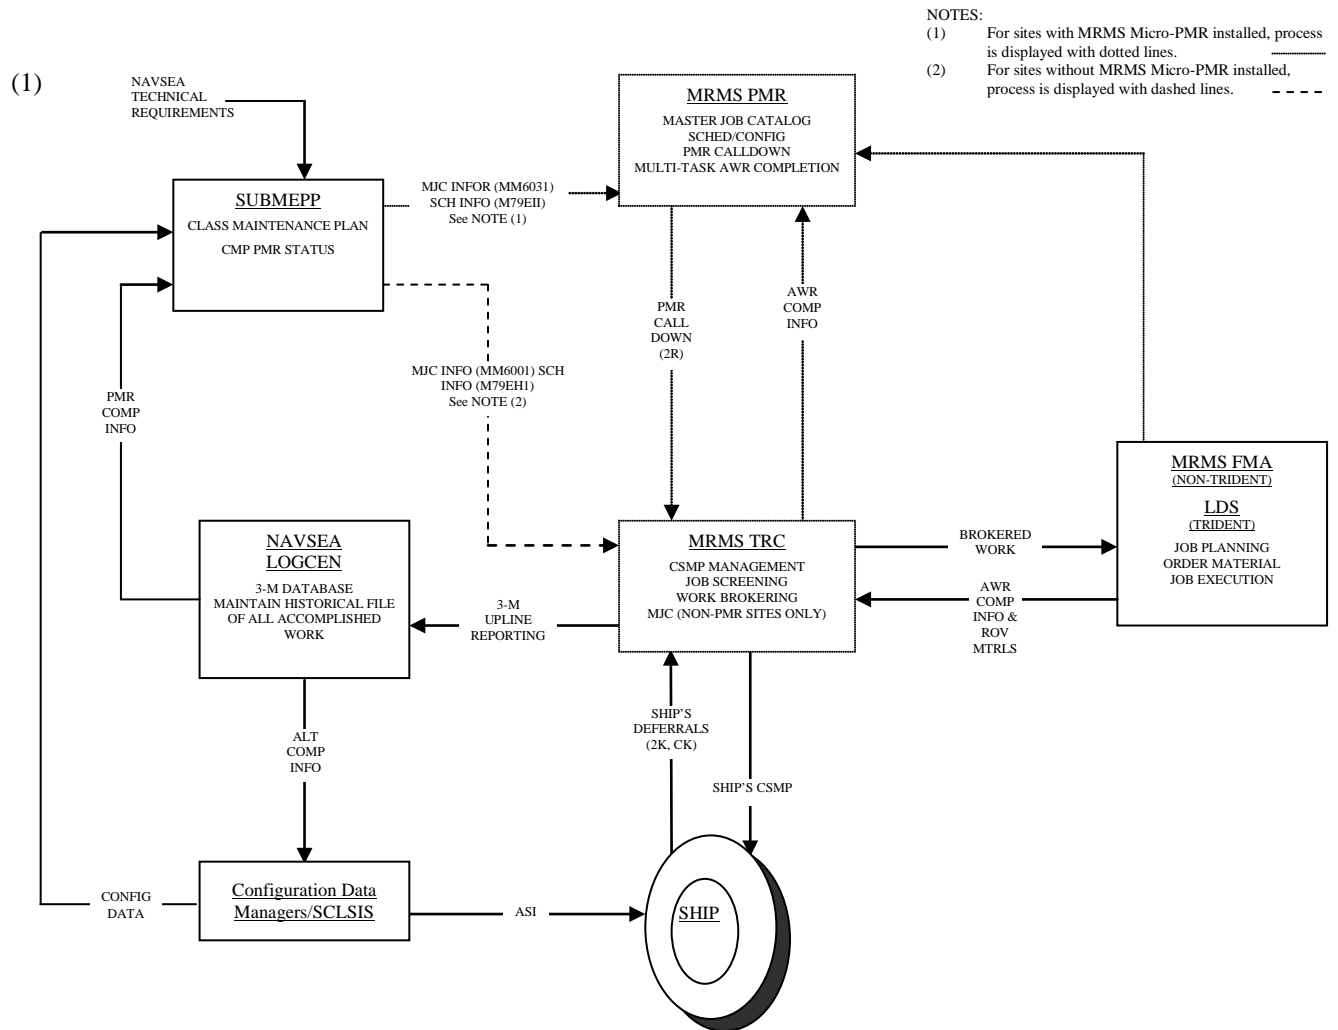 NOTES:
(1) For sites with MRMS Micro-PMR installed, process
is displayed with dotted lines.
(2) For sites without MRMS Micro-PMR installed,
process is displayed with dashed lines.
(1)
NAVSEA
TECHNICAL
REQUIREMENTS
MRMS PMR
MASTER JOB CATALOG
SCHED/CONFIG
PMR CALLDOWN
MULTI-TASK AWR COMPLETION
SUBMEPP
CLASS MAINTENANCE PLAN
CMP PMR STATUS
MJC INFOR (MM6031)
SCH INFO (M79EII)
See NOTE (1)
PMR
CALL
DOWN
(2R)
AWR
COMP
INFO
MJC INFO (MM6001) SCH
INFO (M79EH1)
See NOTE (2)
PMR
COMP
INFO
MRMS FMA
(NON-TRIDENT)
LDS
(TRIDENT)
JOB PLANNING
ORDER MATERIAL
JOB EXECUTION
NAVSEA
LOGCEN
3-M DATABASE
MAINTAIN HISTORICAL FILE
OF ALL ACCOMPLISHED
WORK
3-M
UPLINE
REPORTING
MRMS TRC
CSMP MANAGEMENT
JOB SCREENING
WORK BROKERING
MJC (NON-PMR SITES ONLY)
BROKERED
WORK
AWR
COMP
INFO &
ROV
MTRLS
ALT
COMP
INFO
SHIP'S
DEFERRALS
(2K, CK)
SHIP'S CSMP
CONFIG
DATA
Configuration Data
Managers/SCLSIS
ASI
SHIP